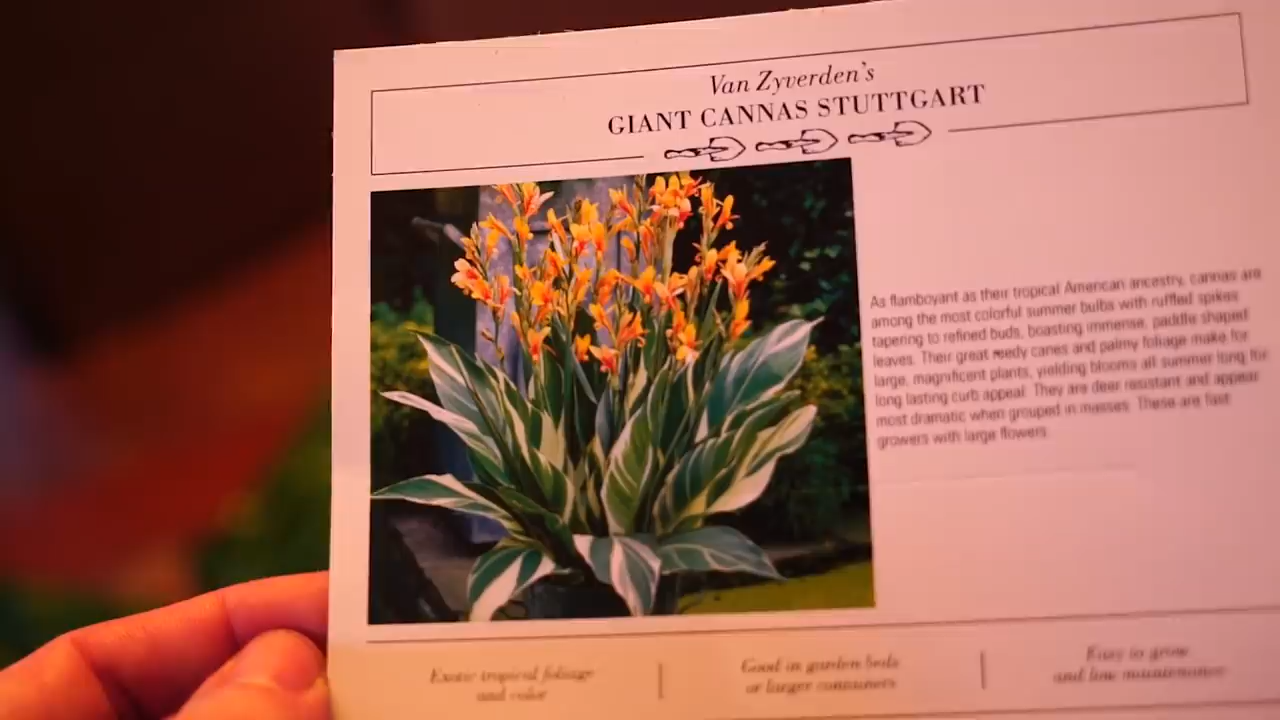 Van Zyverden's
GIANT CANNAS STUTTGART
As flamboyant as their tropical American ancestry, cannas are
among the most colorful summer bulbs with ruffled spikes
tapering to refined buds, boasting immense, paddle shaped
leaves. Their great reedy canes and palmy foliage make for
large, magnificent plants, yielding blooms all summer long for
long lasting curb appeal. They are deer resistant and appear
most dramatic when grouped in masses. These are fast
growers with large flowers.
Exotic tropical foliage
and color
Good in garden beds
or larger containers
Easy to grow
and low maintenance